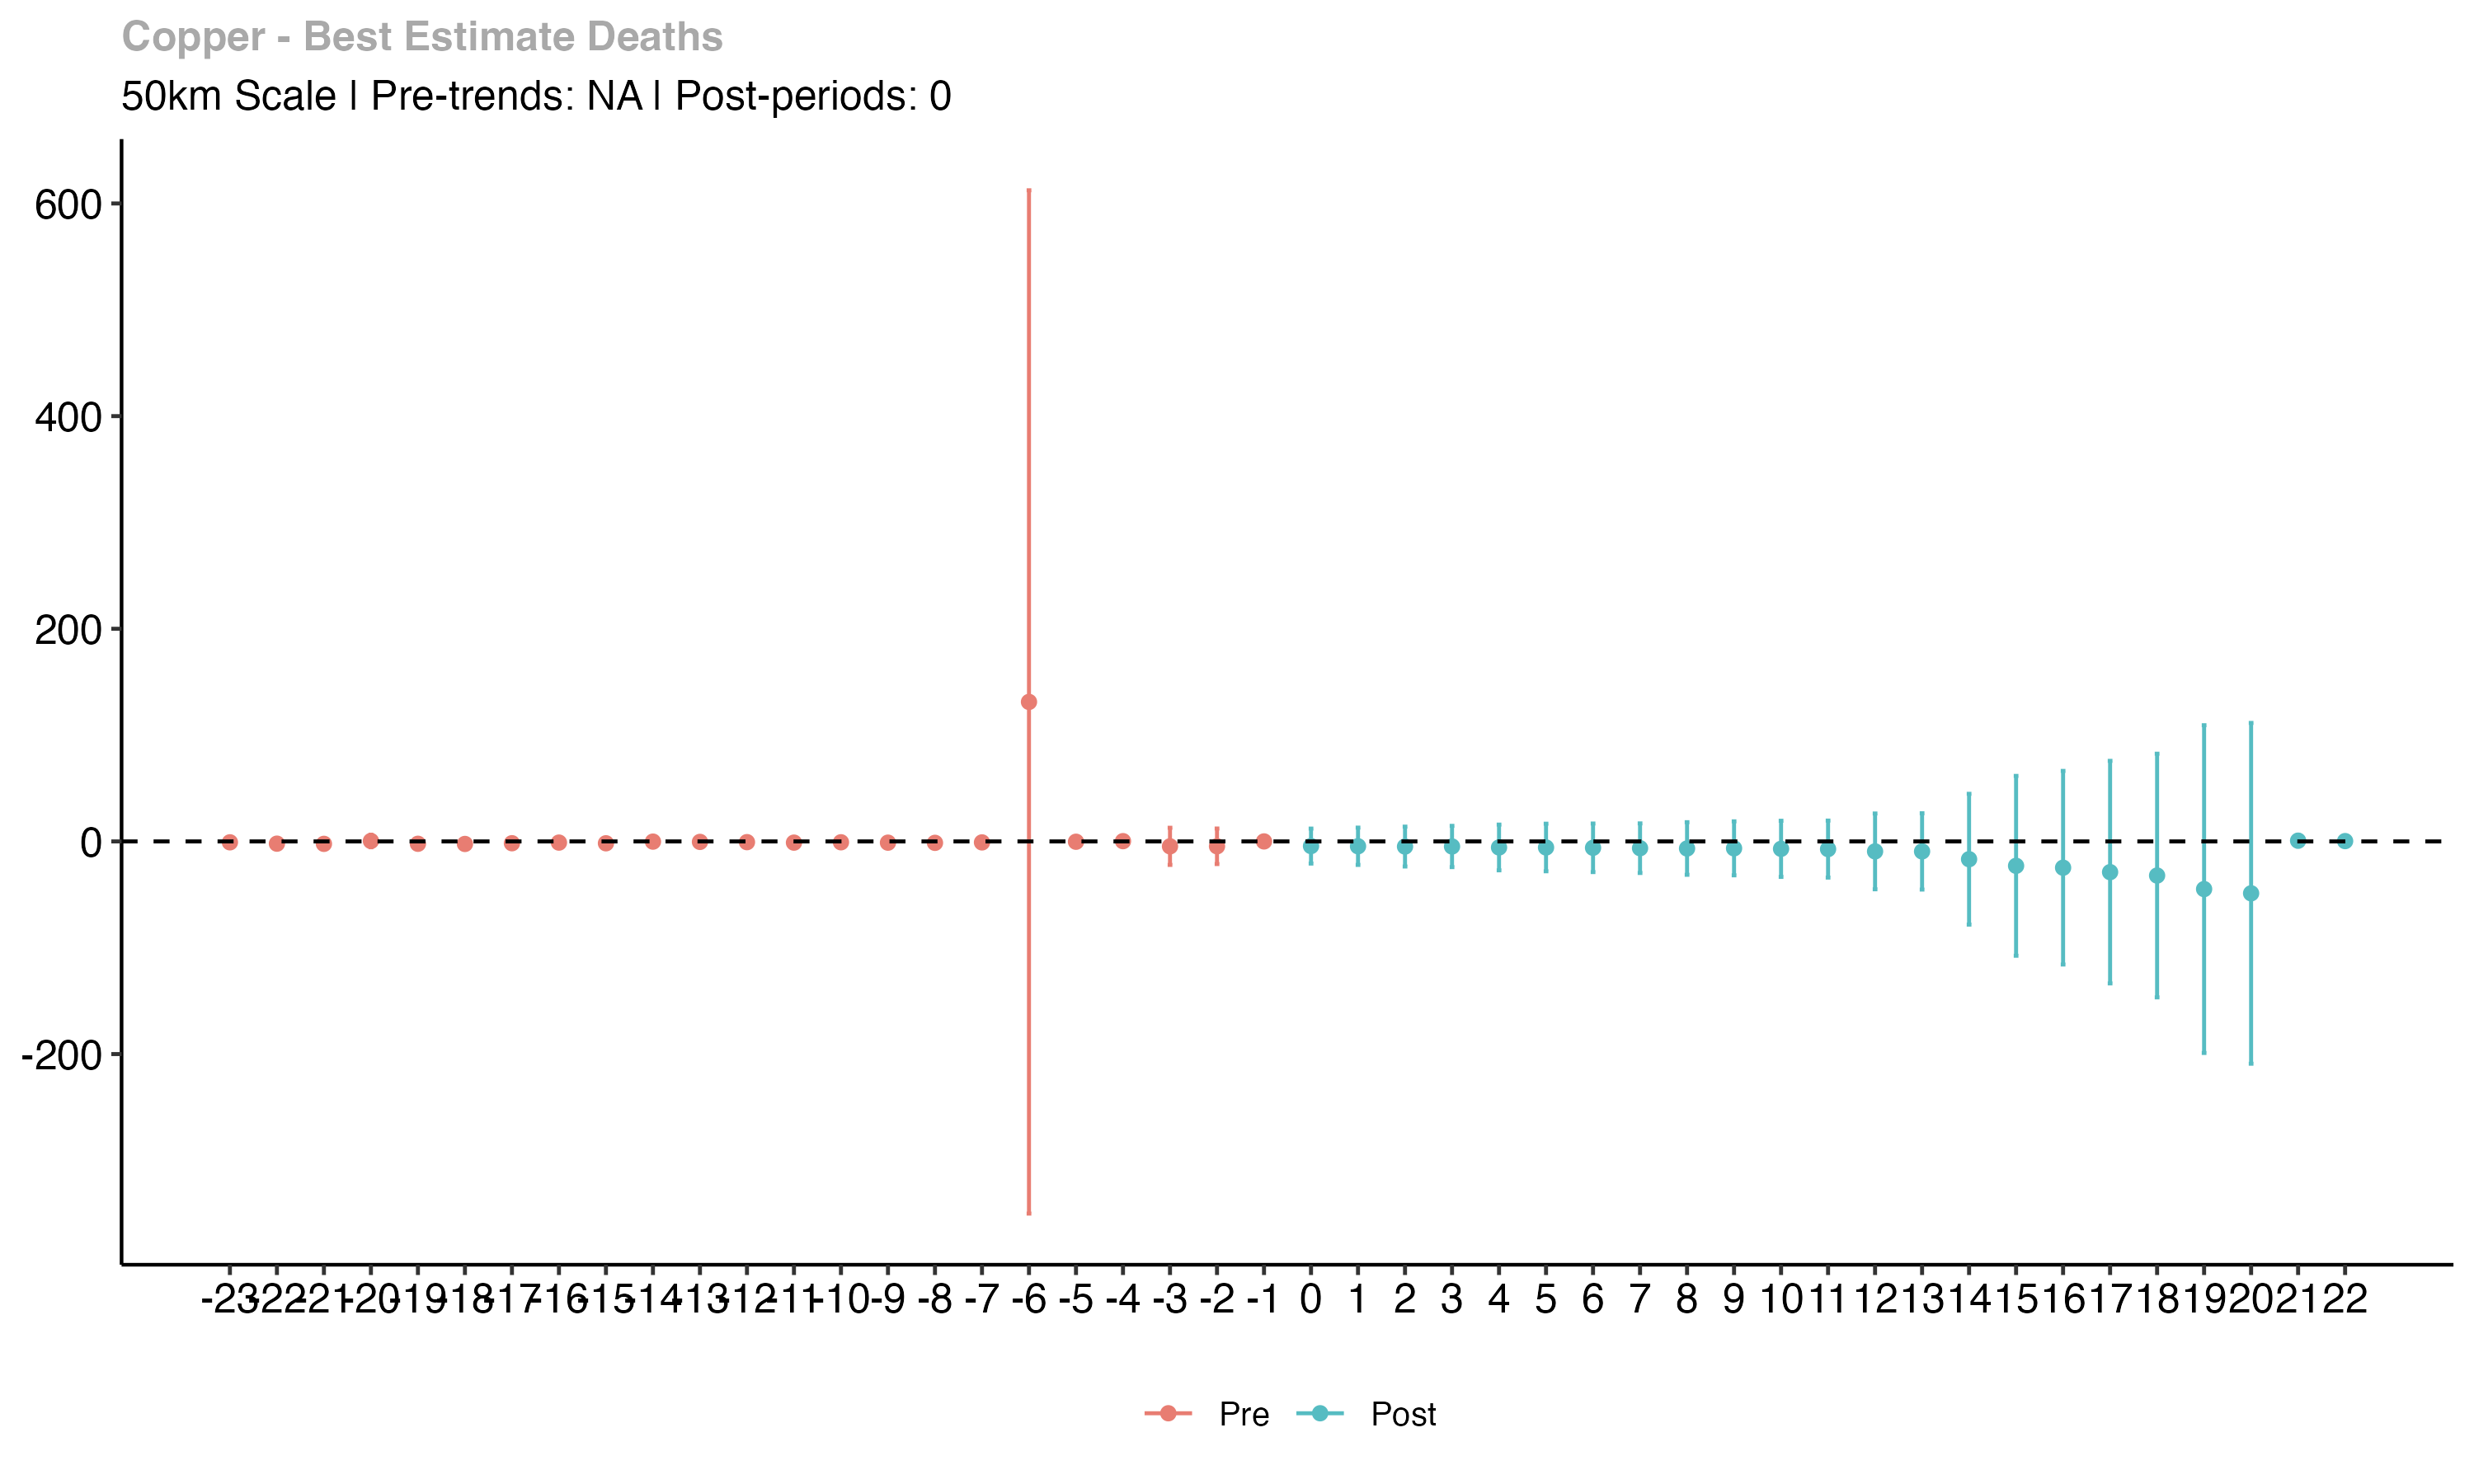 Copper - Best Estimate Deaths
50km Scale | Pre-trends: NA | Post-periods: 0
600
400
200
0
-200
-23 -22 -21 -20 -19 -18 -17 -16 -15 -14 -13 -12 -11 -10 -9 -8 -7 -6 -5 -4 -3 -2 -1 0 1 2 3 4 5 6 7 8 9 10 11 12 13 14 15 16 17 18 19 20 21 22
Pre Post